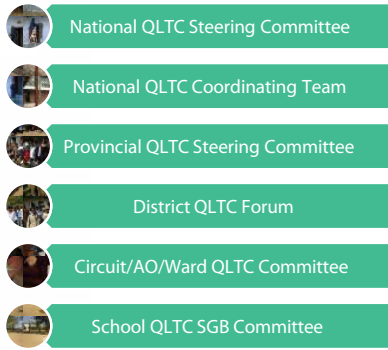 National QLTC Steering Committee
National QLTC Coordinating Team
Provincial QLTC Steering Committee
District QLTC Forum
Circuit/AO/Ward QLTC Committee
School QLTC SGB Committee